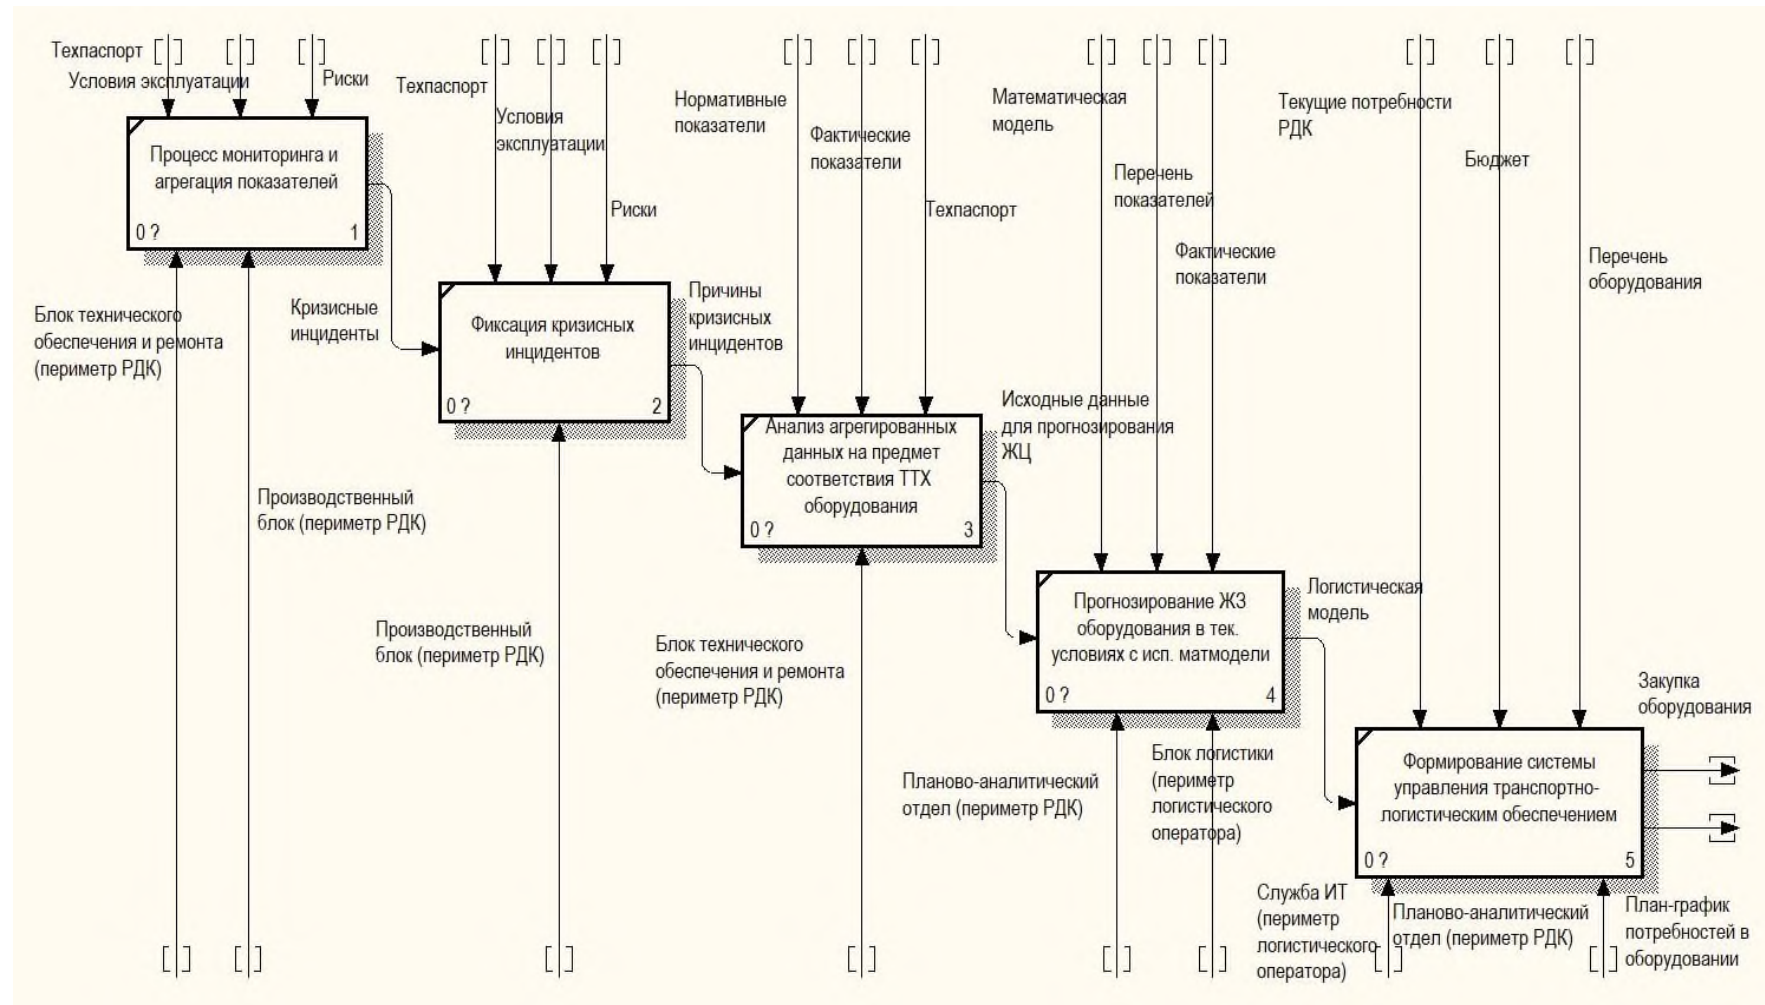 Техпаспорт
Условия эксплуатации
Риски
Процесс мониторинга и
агрегация показателей
0 ?
1
Блок технического
обеспечения и ремонта
(периметр РДК)
Производственный
блок (периметр РДК)
Кризисные
инциденты
Техпаспорт
Условия
эксплуатации
Риски
Фиксация кризисных
инцидентов
0 ?
2
Производственный
блок (периметр РДК)
Причины
кризисных
инцидентов
Нормативные
показатели
Фактические
показатели
Техпаспорт
Анализ агрегированных
данных на предмет
соответствия ТТХ
оборудования
0 ?
3
Блок технического
обеспечения и ремонта
(периметр РДК)
Исходные данные
для прогнозирования
ЖЦ
Математическая
модель
Перечень
показателей
Фактические
показатели
Прогнозирование ЖЗ
оборудования в тек.
условиях с исп. матмодели
0 ?
4
Планово-аналитический
отдел (периметр РДК)
Блок логистики
(периметр
логистического
оператора)
Логистическая
модель
Текущие потребности
РДК
Бюджет
Перечень
оборудования
Формирование системы
управления транспортно-
логистическим обеспечением
0 ?
5
Закупка
оборудования
Служба ИТ
(периметр
логистического
оператора)
Планово-аналитический
отдел (периметр РДК)
План-график
потребностей в
оборудовании